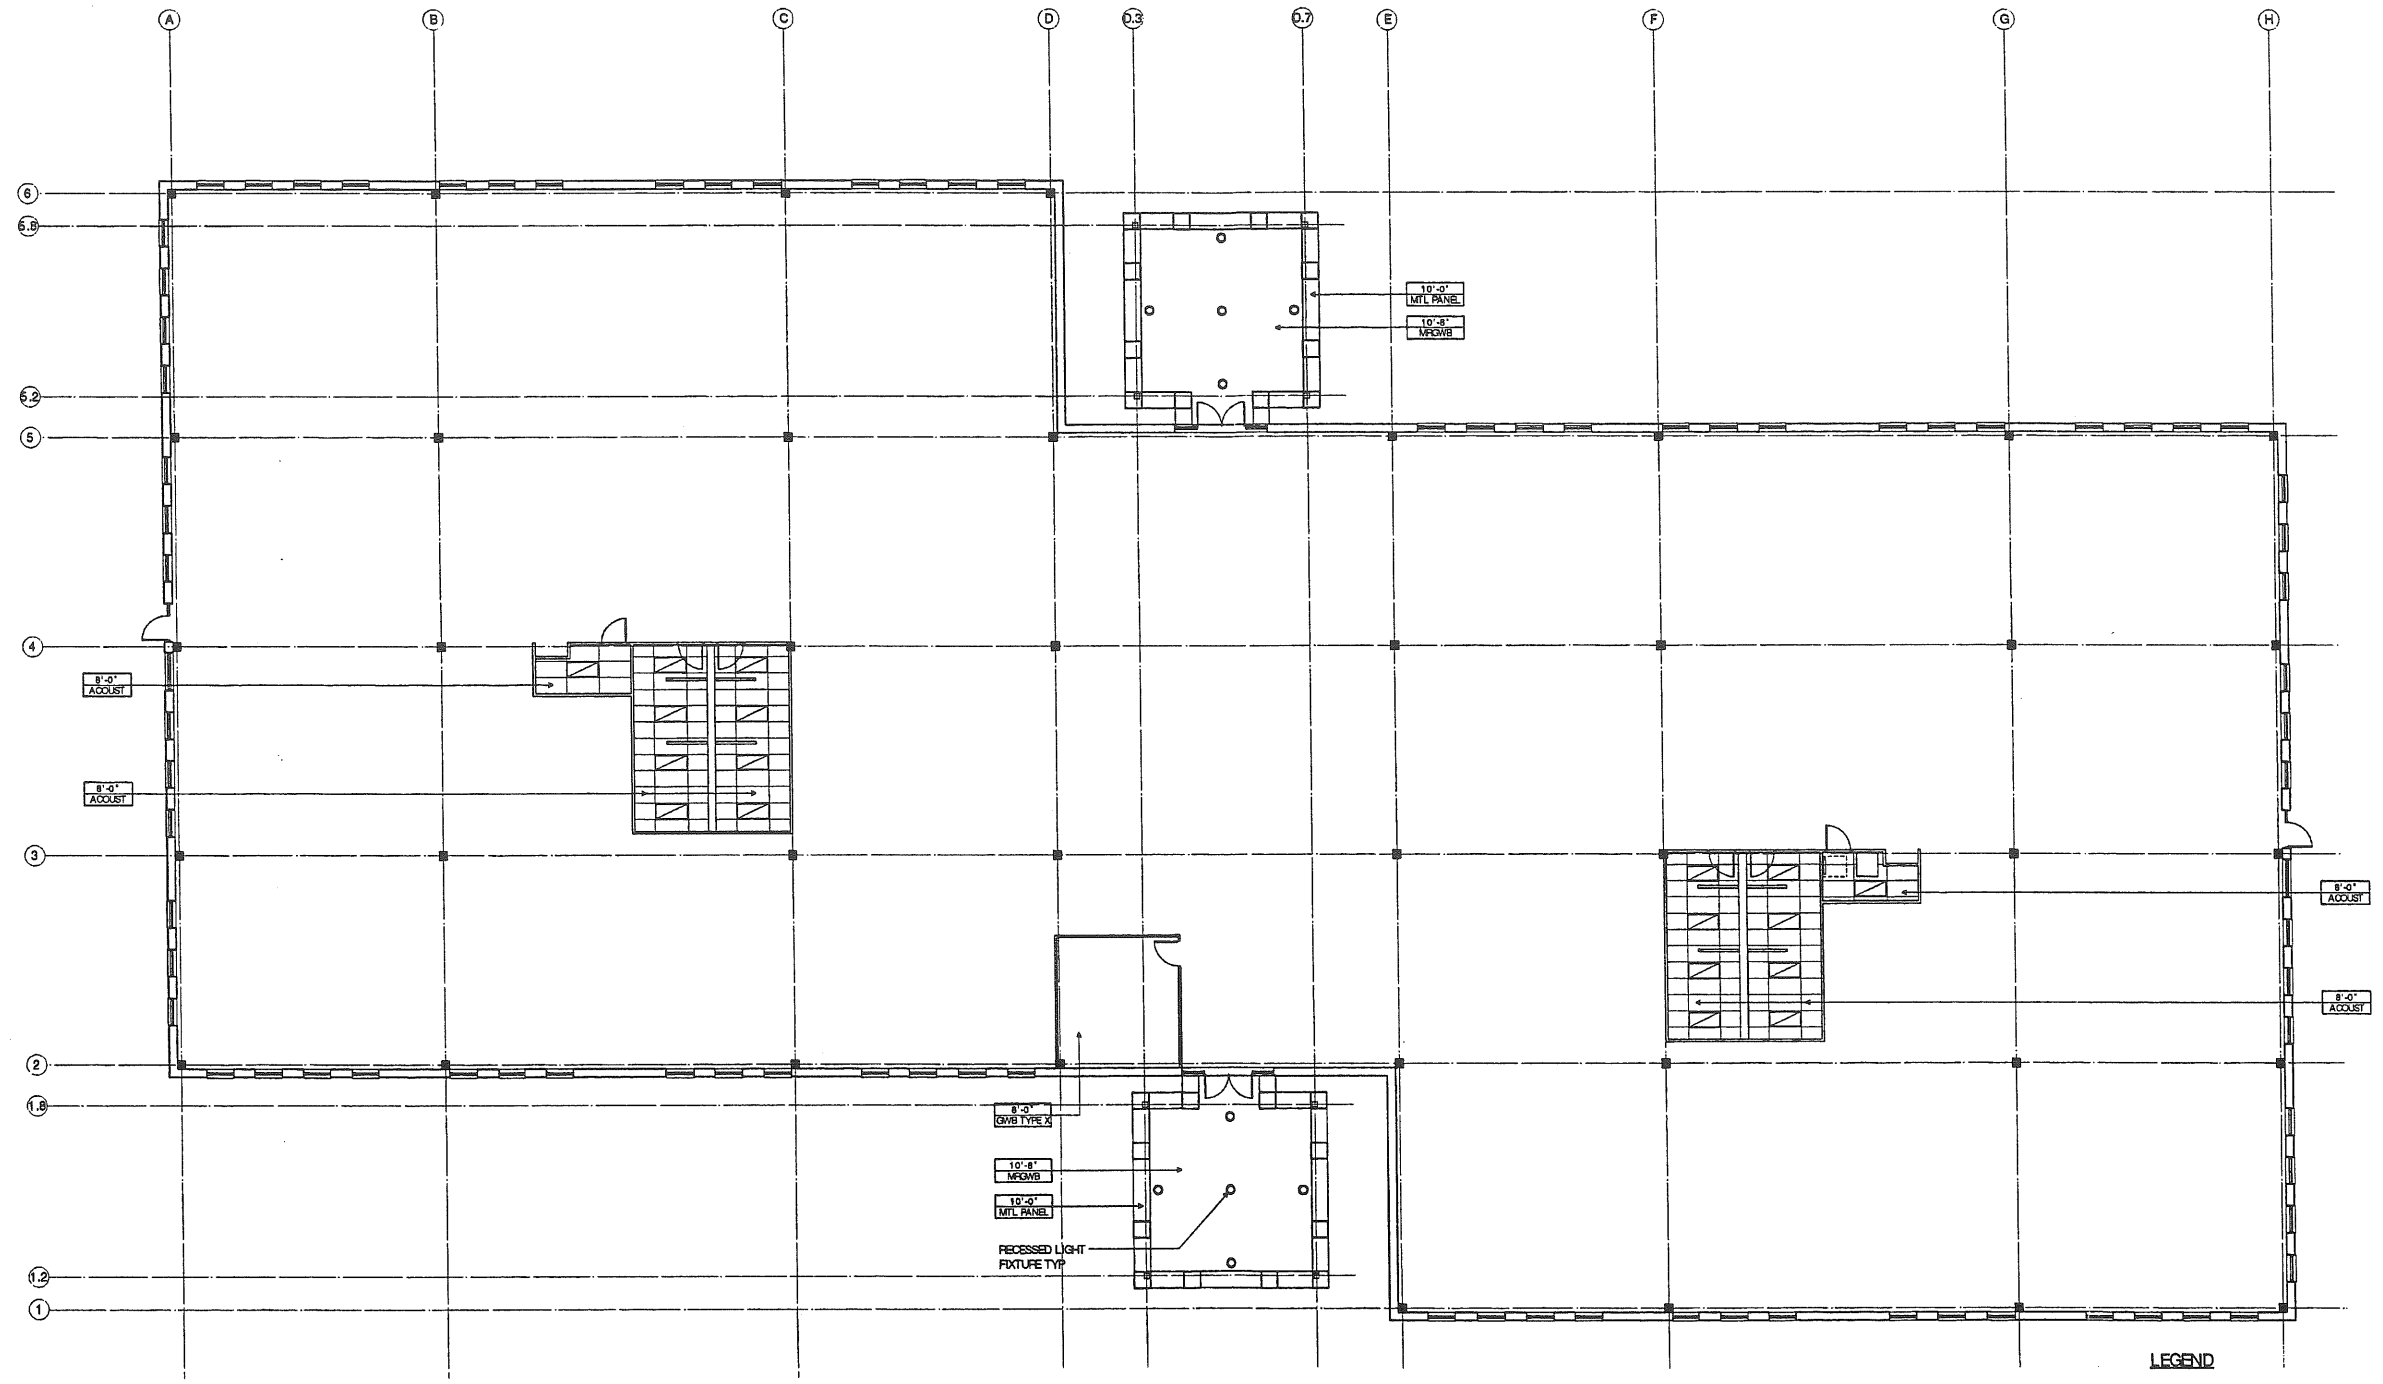 A B C D D.3 D.7 E F G H
6
5.8
10'-0"
MTL PANEL
10'-8"
MRGWB
5.2
5
4
8'-0"
ACOUST
8'-0"
ACOUST
3
8'-0"
ACOUST
8'-0"
ACOUST
2
1.8
8'-0"
GWB TYPE X
10'-8"
MRGWB
10'-0"
MTL PANEL
RECESSED LIGHT
FIXTURE TYP
1.2
1
LEGEND